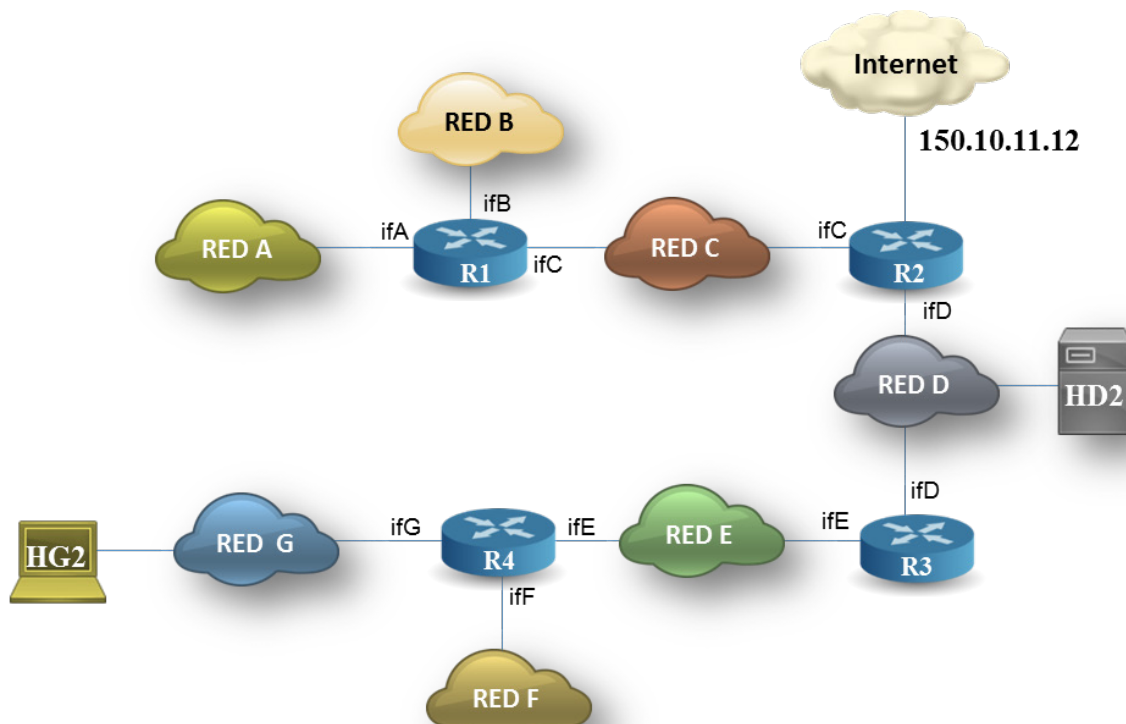 Internet
RED B
150.10.11.12
ifB
RED A
ifA
R1
ifC
RED C
ifC
R2
ifD
RED D
HD2
ifD
HG2
RED G
ifG
R4
ifE
RED E
ifE
R3
ifF
RED F